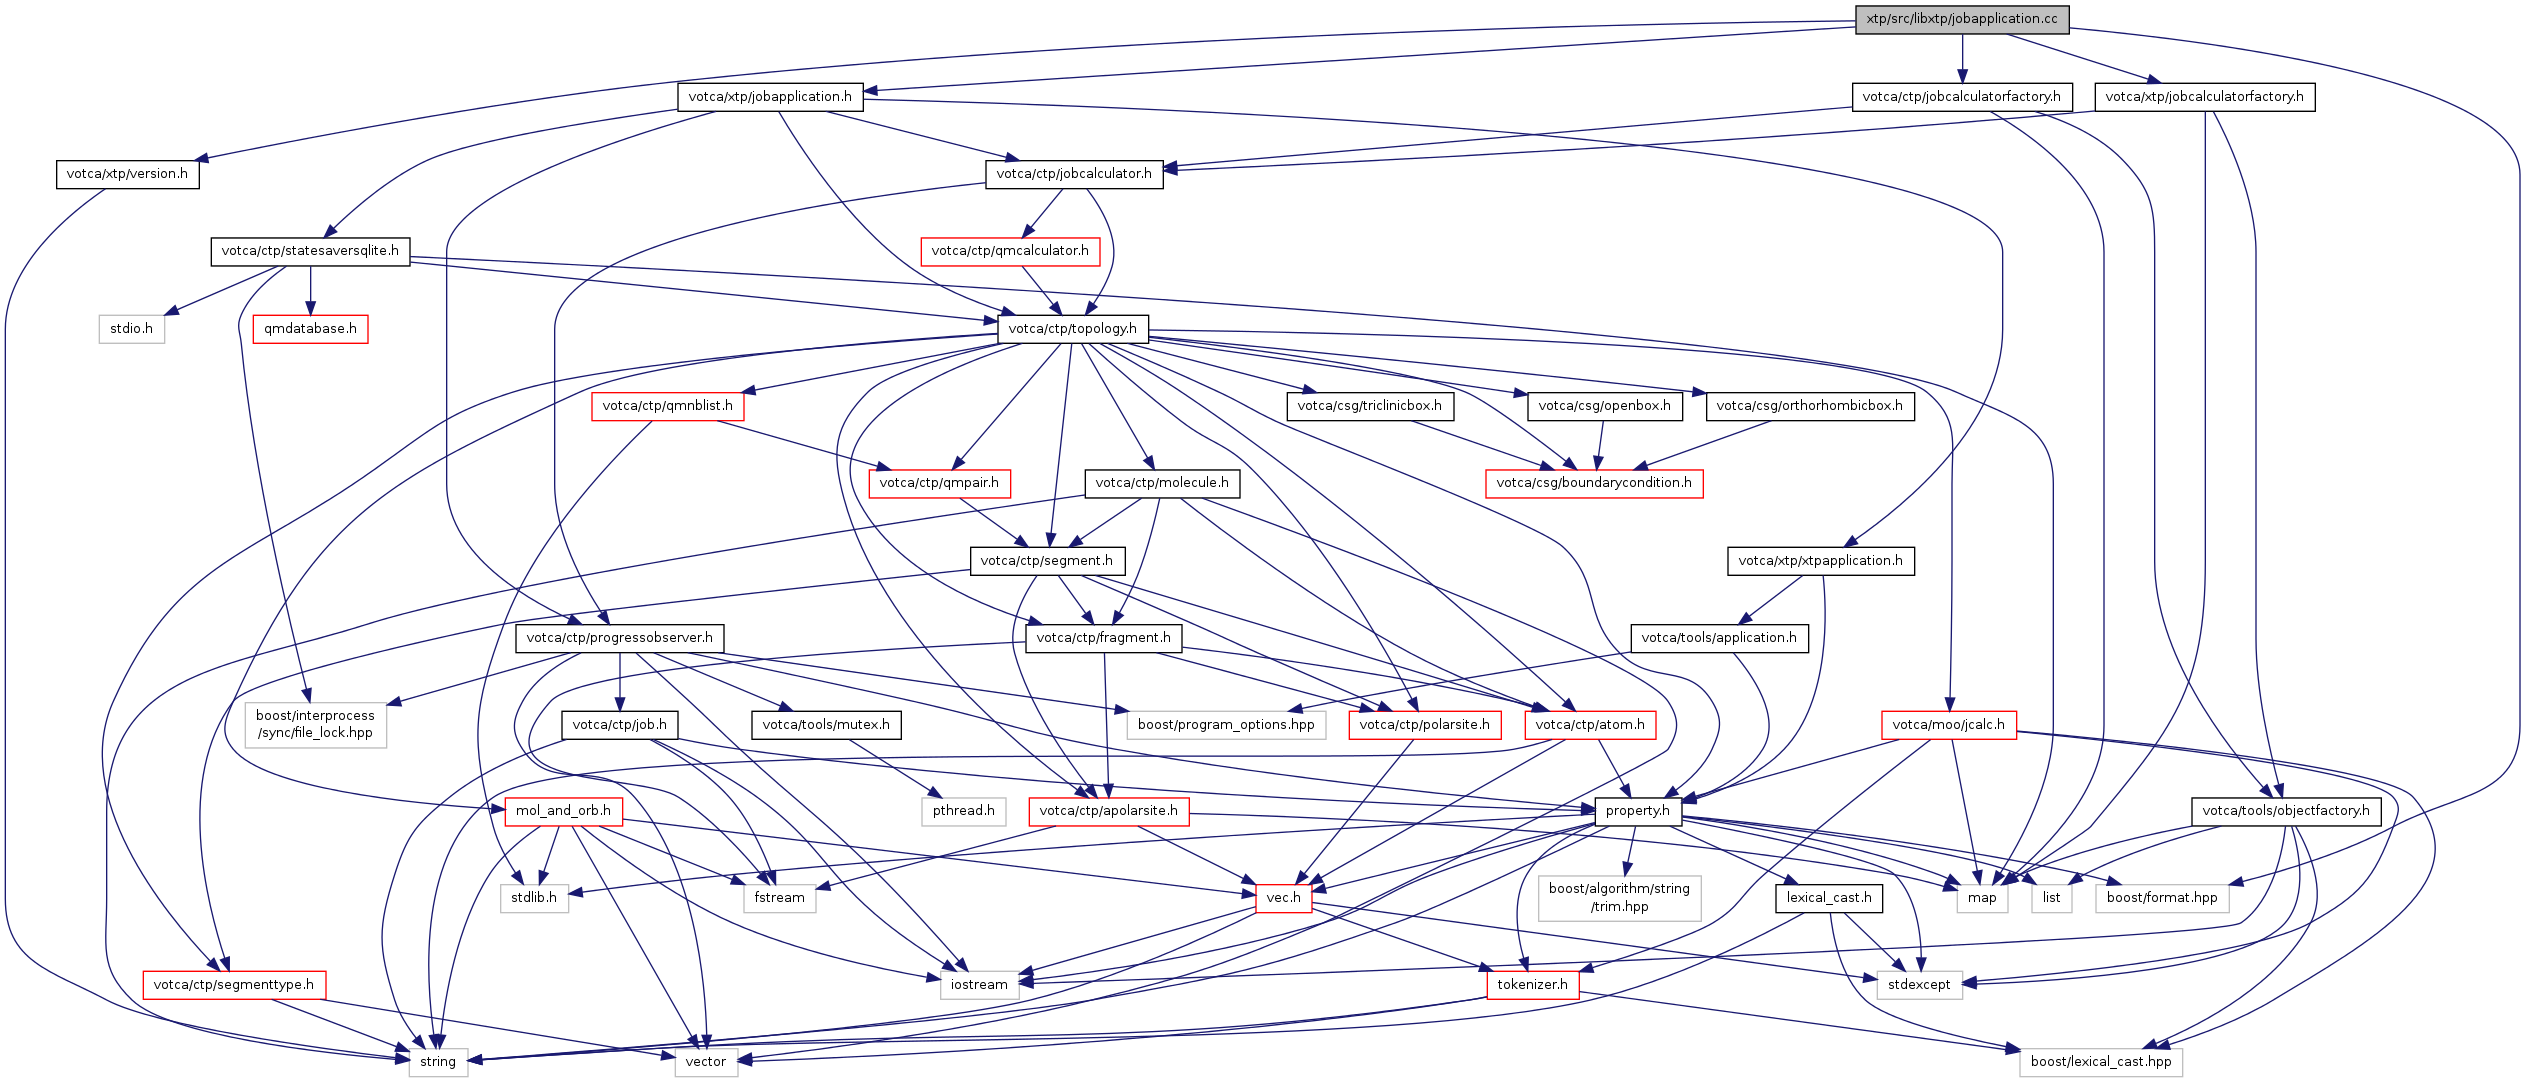 xtp/src/libxtp/jobapplication.cc
votca/xtp/jobapplication.h
votca/ctp/jobcalculatorfactory.h
votca/xtp/jobcalculatorfactory.h
votca/xtp/version.h
votca/ctp/jobcalculator.h
votca/ctp/statesaversqlite.h
votca/ctp/qmcalculator.h
stdio.h
qmdatabase.h
votca/ctp/topology.h
votca/ctp/qmnblist.h
votca/csg/triclinicbox.h
votca/csg/openbox.h
votca/csg/orthorhombicbox.h
votca/ctp/qmpair.h
votca/ctp/molecule.h
votca/csg/boundarycondition.h
votca/ctp/segment.h
votca/xtp/xtpapplication.h
votca/ctp/progressobserver.h
votca/ctp/fragment.h
votca/tools/application.h
boost/interprocess
/sync/file_lock.hpp
votca/ctp/job.h
votca/tools/mutex.h
boost/program_options.hpp
votca/ctp/polarsite.h
votca/ctp/atom.h
votca/moo/jcalc.h
mol_and_orb.h
pthread.h
votca/ctp/apolarsite.h
property.h
votca/tools/objectfactory.h
stdlib.h
fstream
vec.h
boost/algorithm/string
/trim.hpp
lexical_cast.h
map
list
boost/format.hpp
votca/ctp/segmenttype.h
iostream
tokenizer.h
stdexcept
string
vector
boost/lexical_cast.hpp